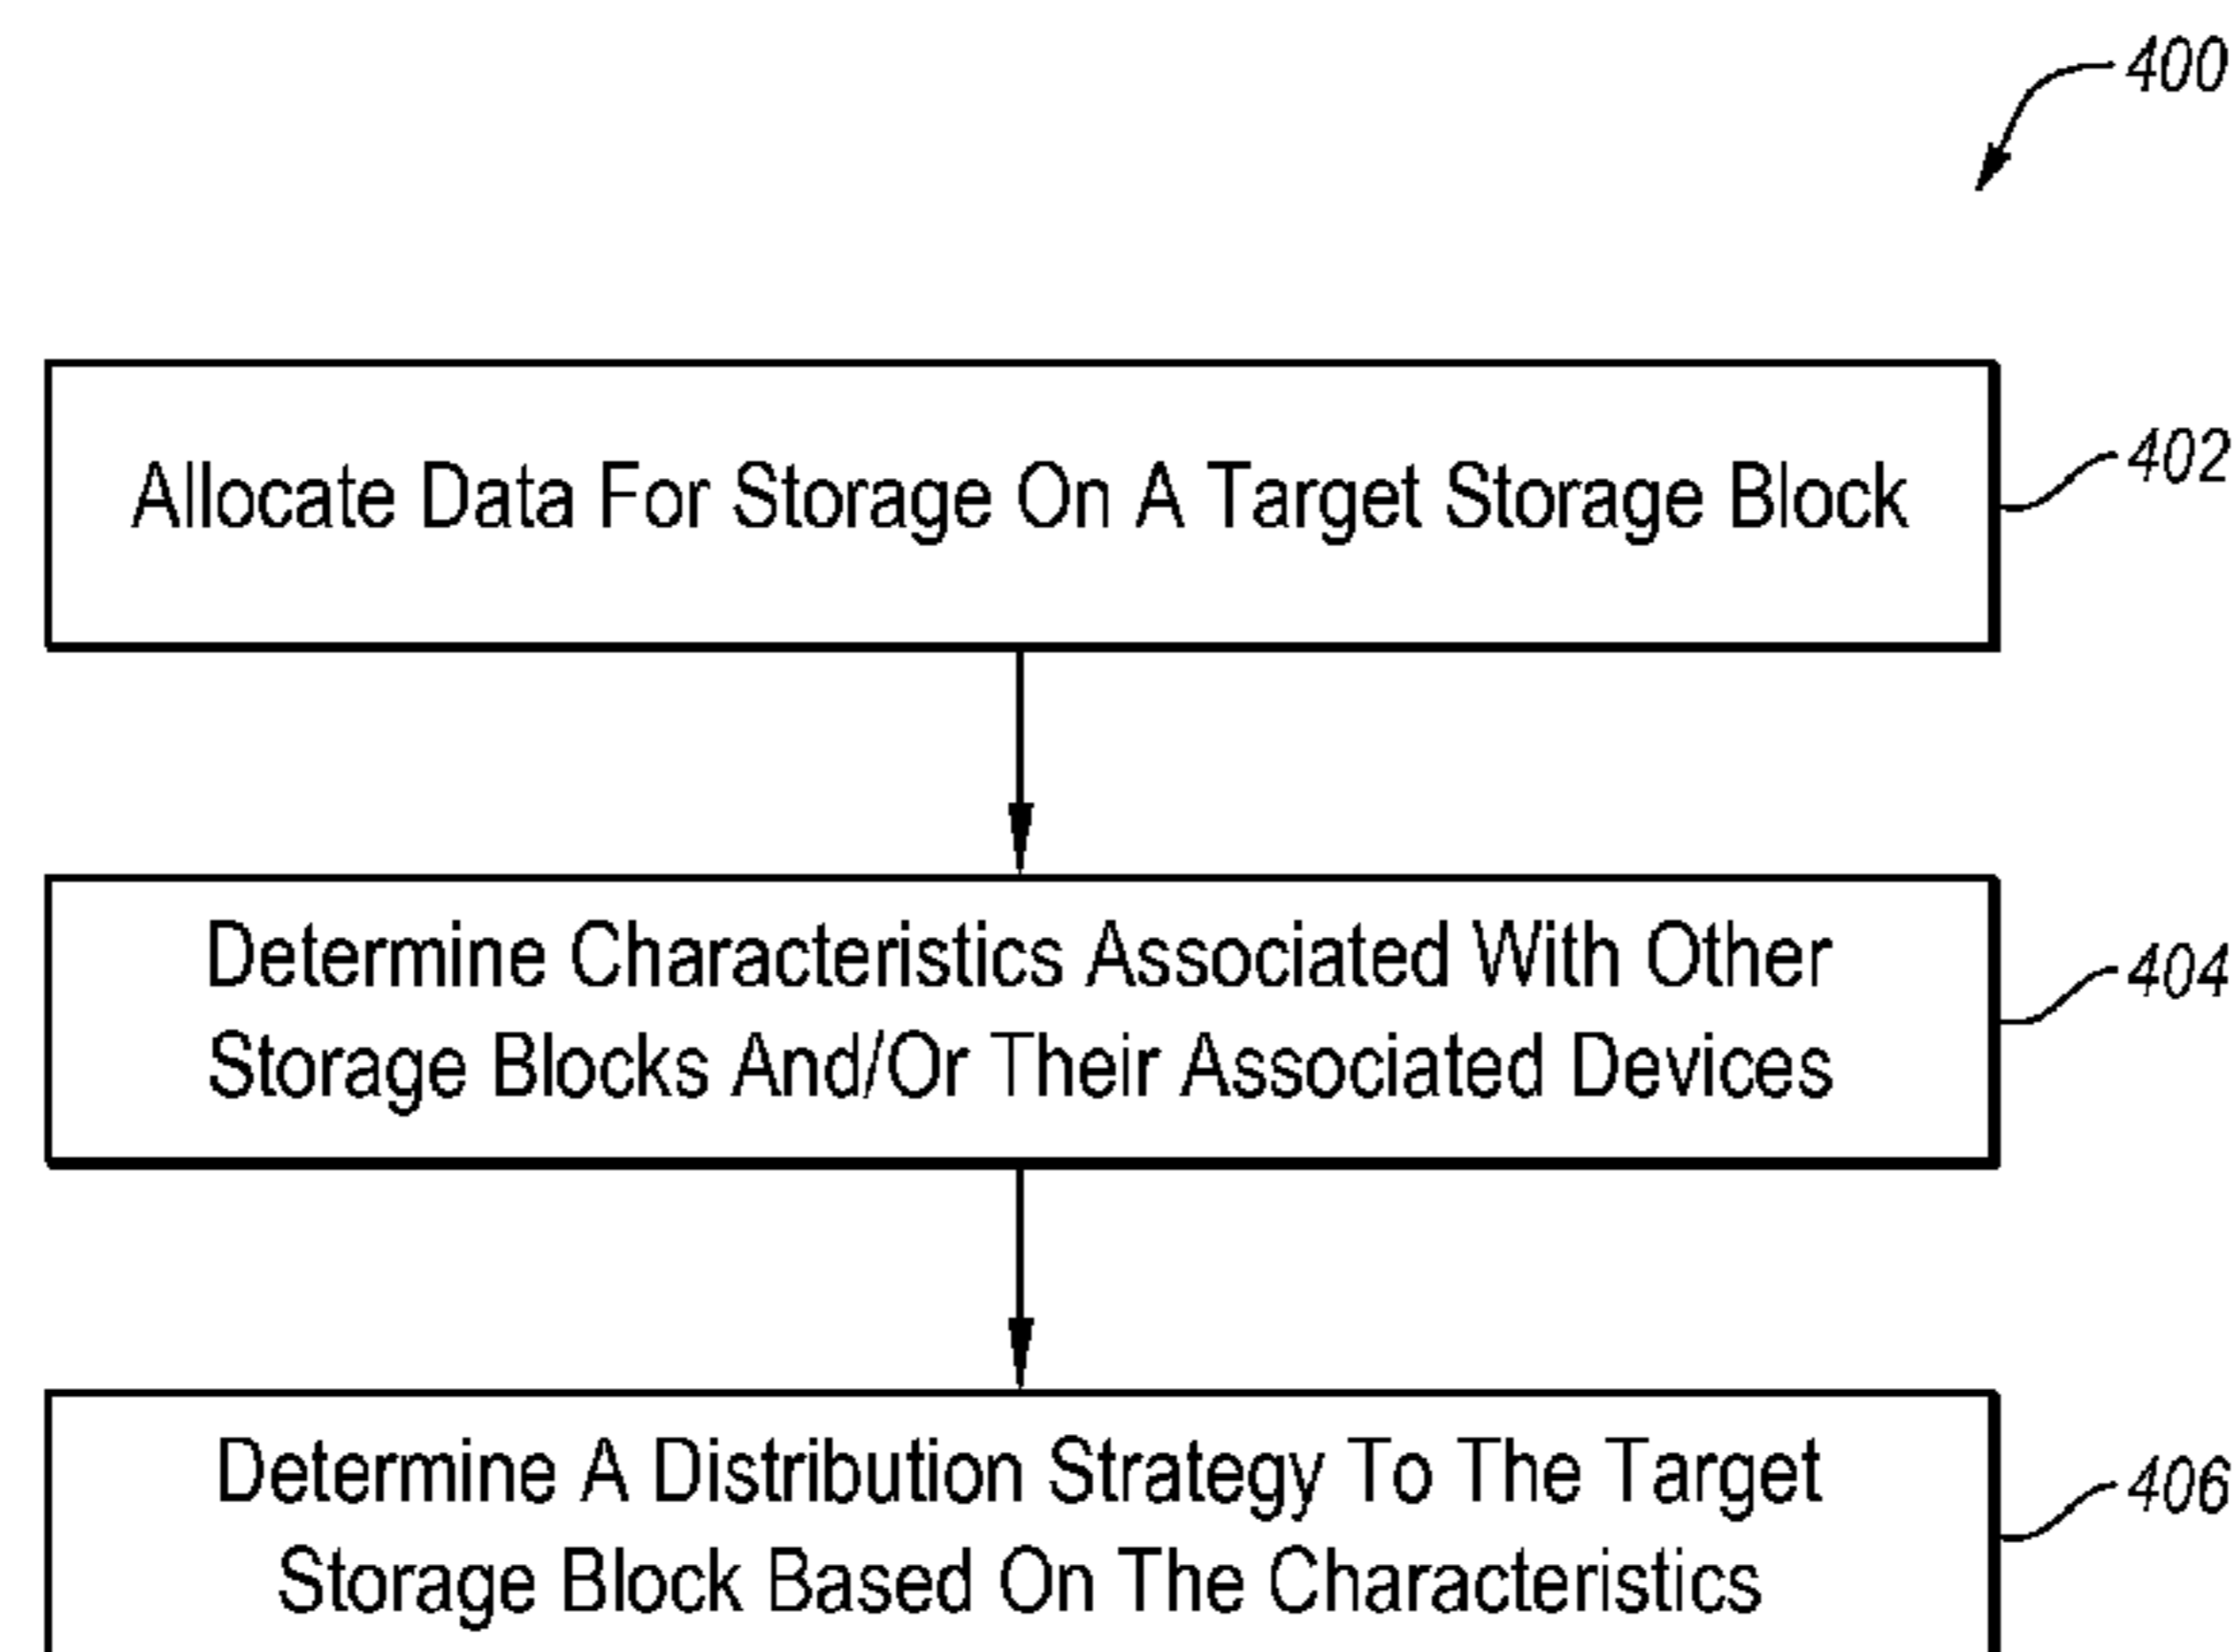 400
Allocate Data For Storage On A Target Storage Block
402
Determine Characteristics Associated With Other
Storage Blocks And/Or Their Associated Devices
404
Determine A Distribution Strategy To The Target
Storage Block Based On The Characteristics
406